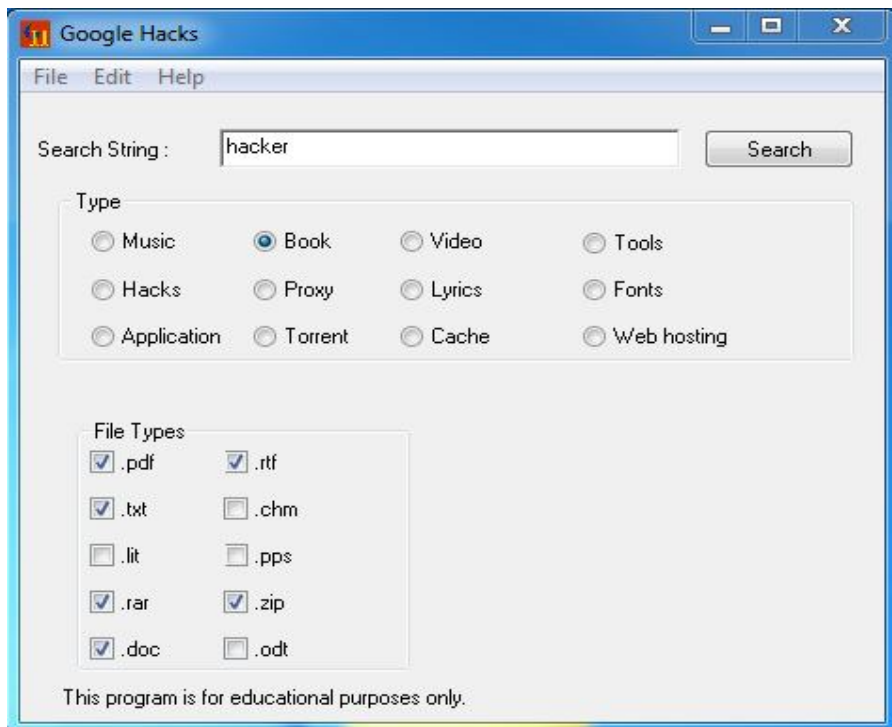 Google Hacks
File Edit Help
Search String : hacker Search
Type
Music Book Video Tools
Hacks Proxy Lyrics Fonts
Application Torrent Cache Web hosting
File Types
.pdf .rtf
.txt .chm
.lit .pps
.rar .zip
.doc .odt
This program is for educational purposes only.